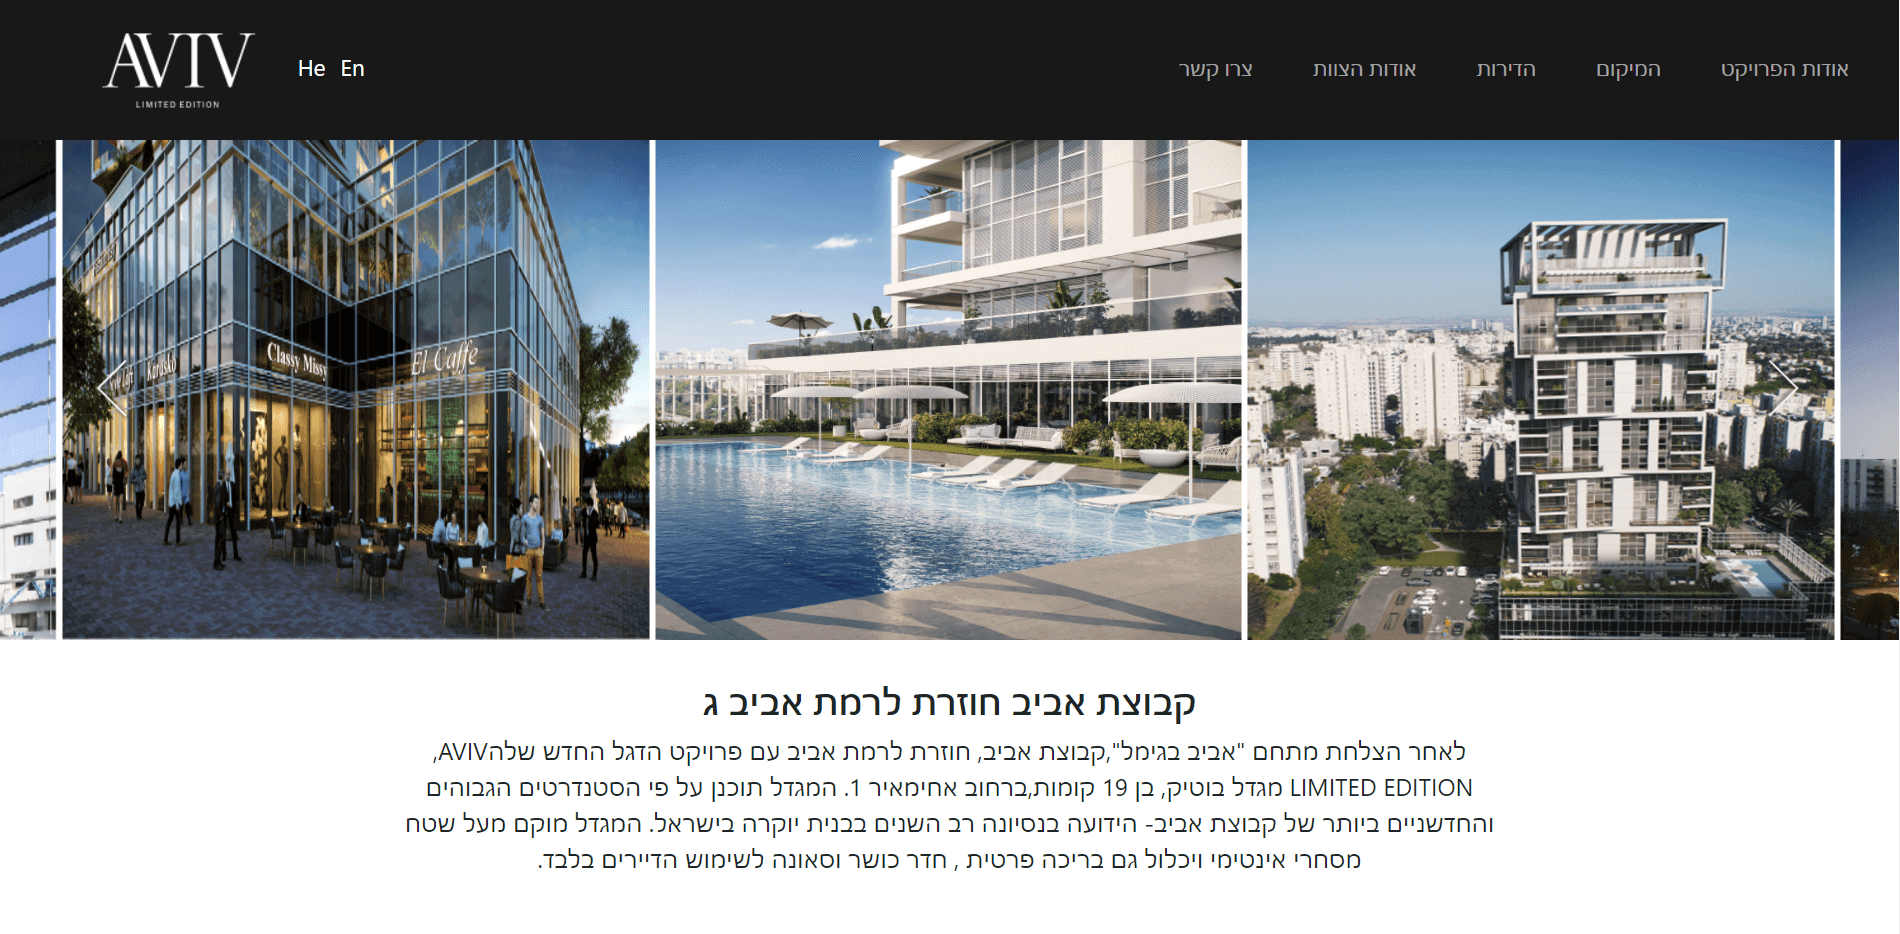 AVIV
LIMITED EDITION
He En
אודות הפרויקט
המיקום
הדירות
אודות הצוות
צרו קשר
Kurusko
Classy Missy
El Caffe
קבוצת אביב חוזרת לרמת אביב ג
לאחר הצלחת מתחם "אביב בגימל",קבוצת אביב, חוזרת לרמת אביב עם פרויקט הדגל החדש שלהAVIV,
LIMITED EDITION מגדל בוטיק, בן 19 קומות,ברחוב אחימאיר 1. המגדל תוכנן על פי הסטנדרטים הגבוהים
והחדשניים ביותר של קבוצת אביב- הידועה בנסיונה רב השנים בבנית יוקרה בישראל. המגדל מוקם מעל שטח
מסחרי אינטימי ויכלול גם בריכה פרטית , חדר כושר וסאונה לשימוש הדיירים בלבד.